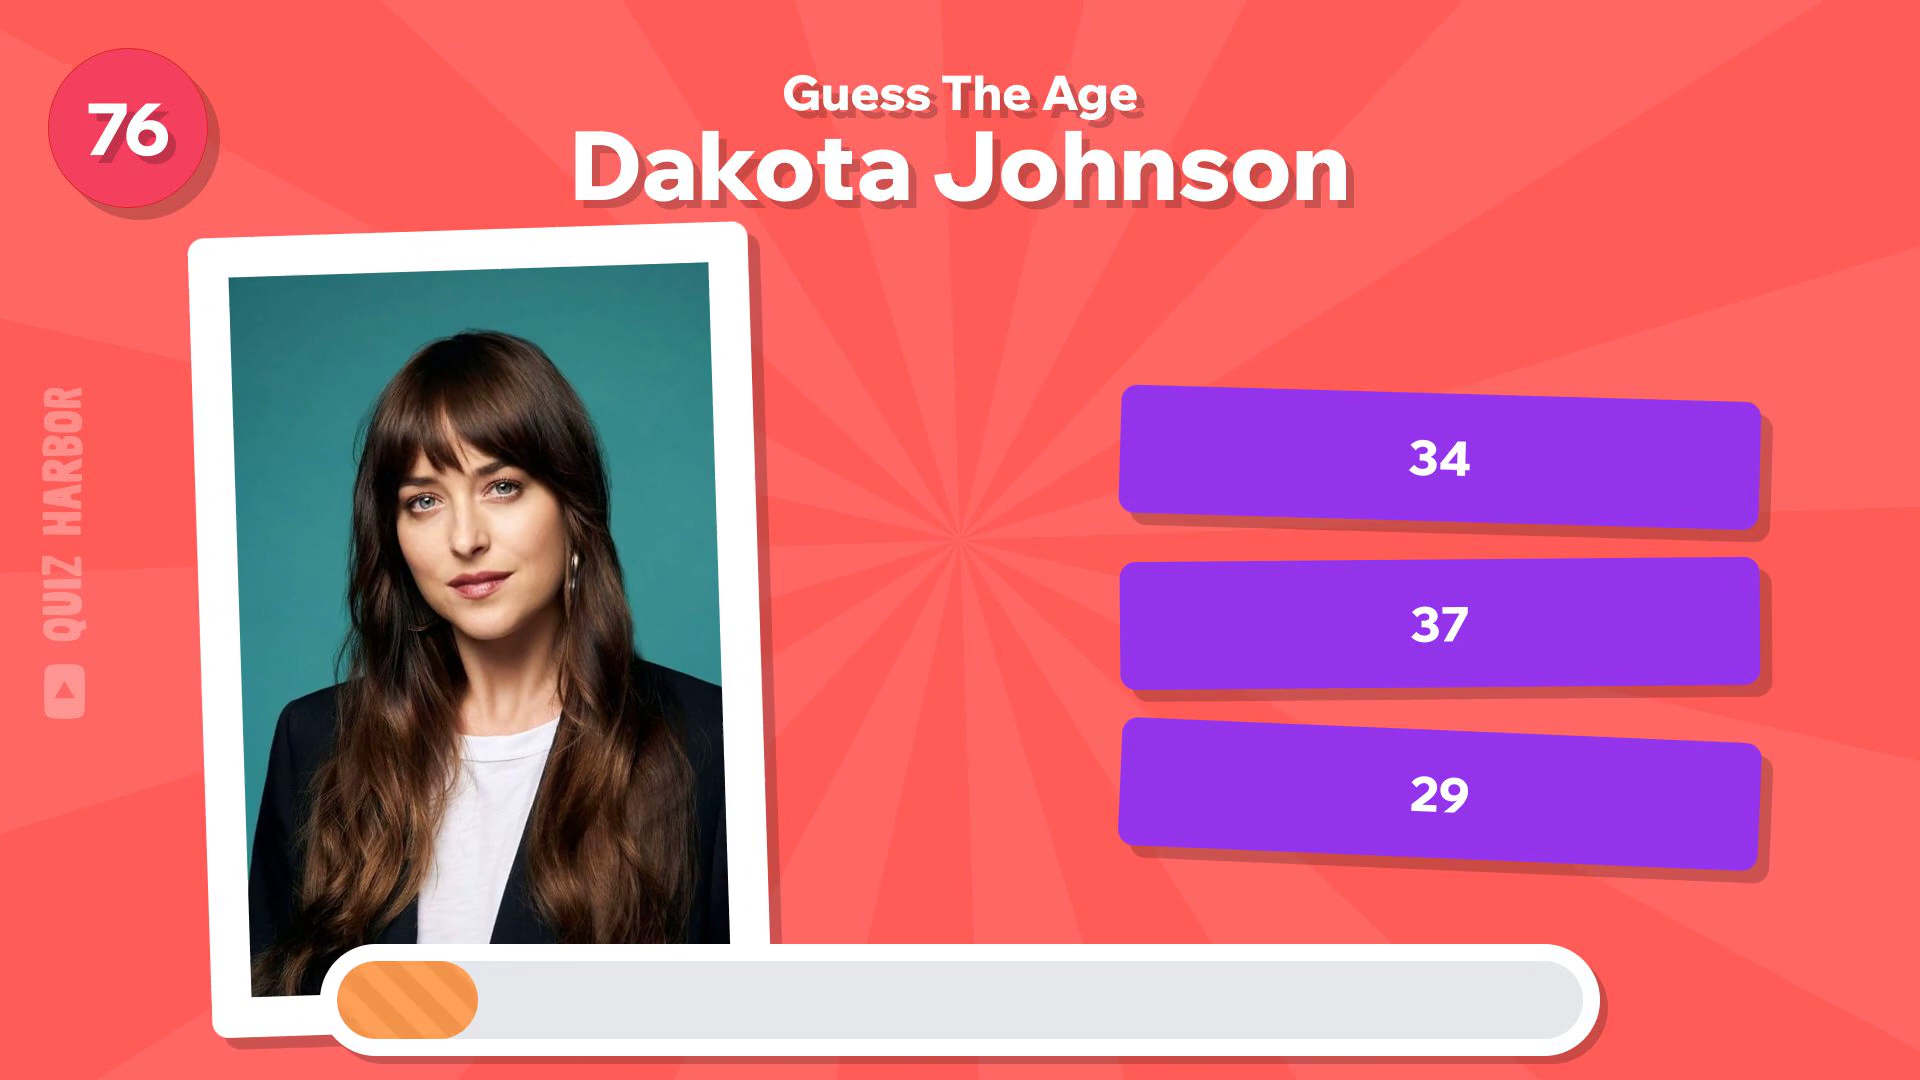 76
Guess The Age
Dakota Johnson
QUIZ HARBOR
34
37
29